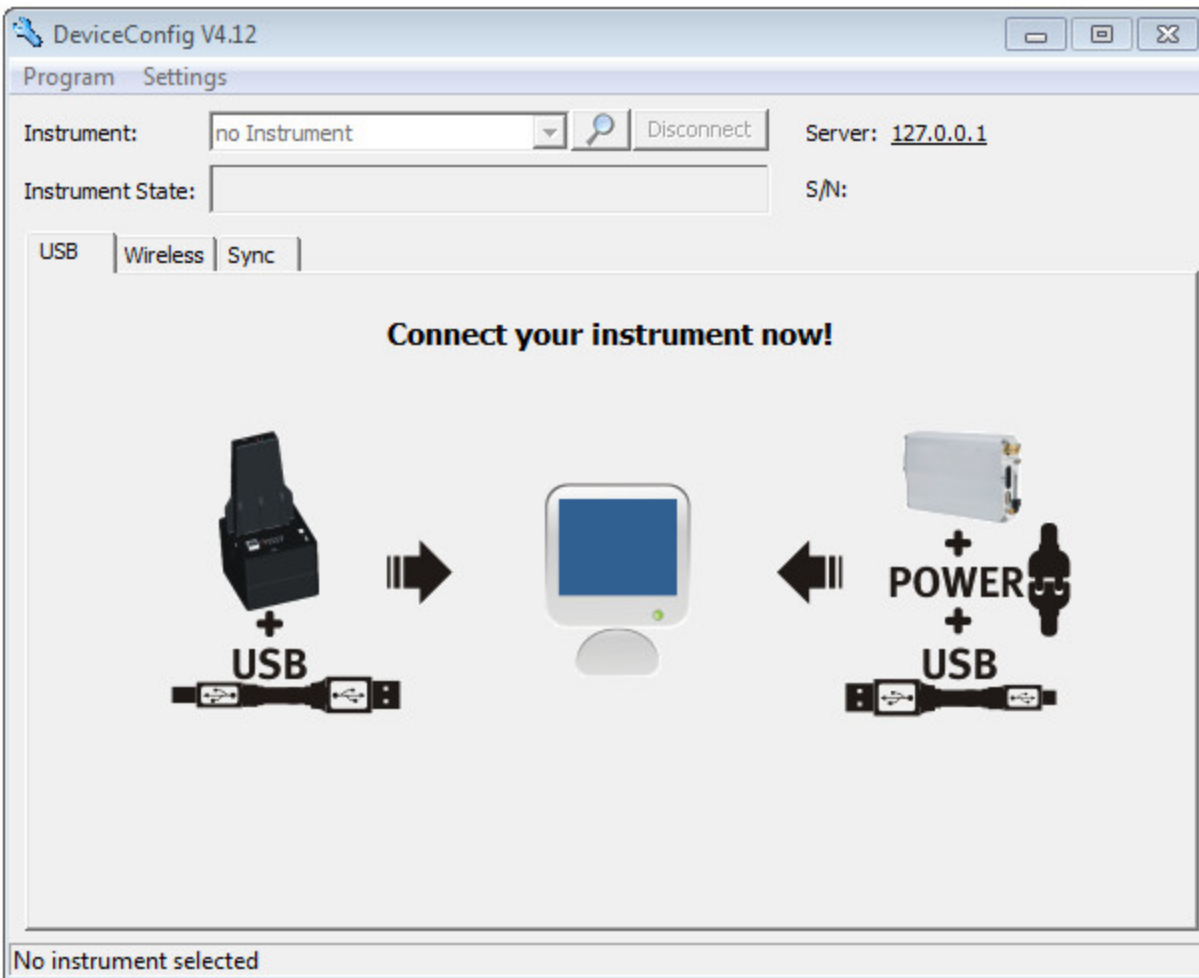 DeviceConfig V4.12
Program Settings
Instrument: no Instrument Disconnect Server: 127.0.0.1
Instrument State: S/N:
USB Wireless Sync
Connect your instrument now!
+
+
POWER
+
+
USB
USB
No instrument selected